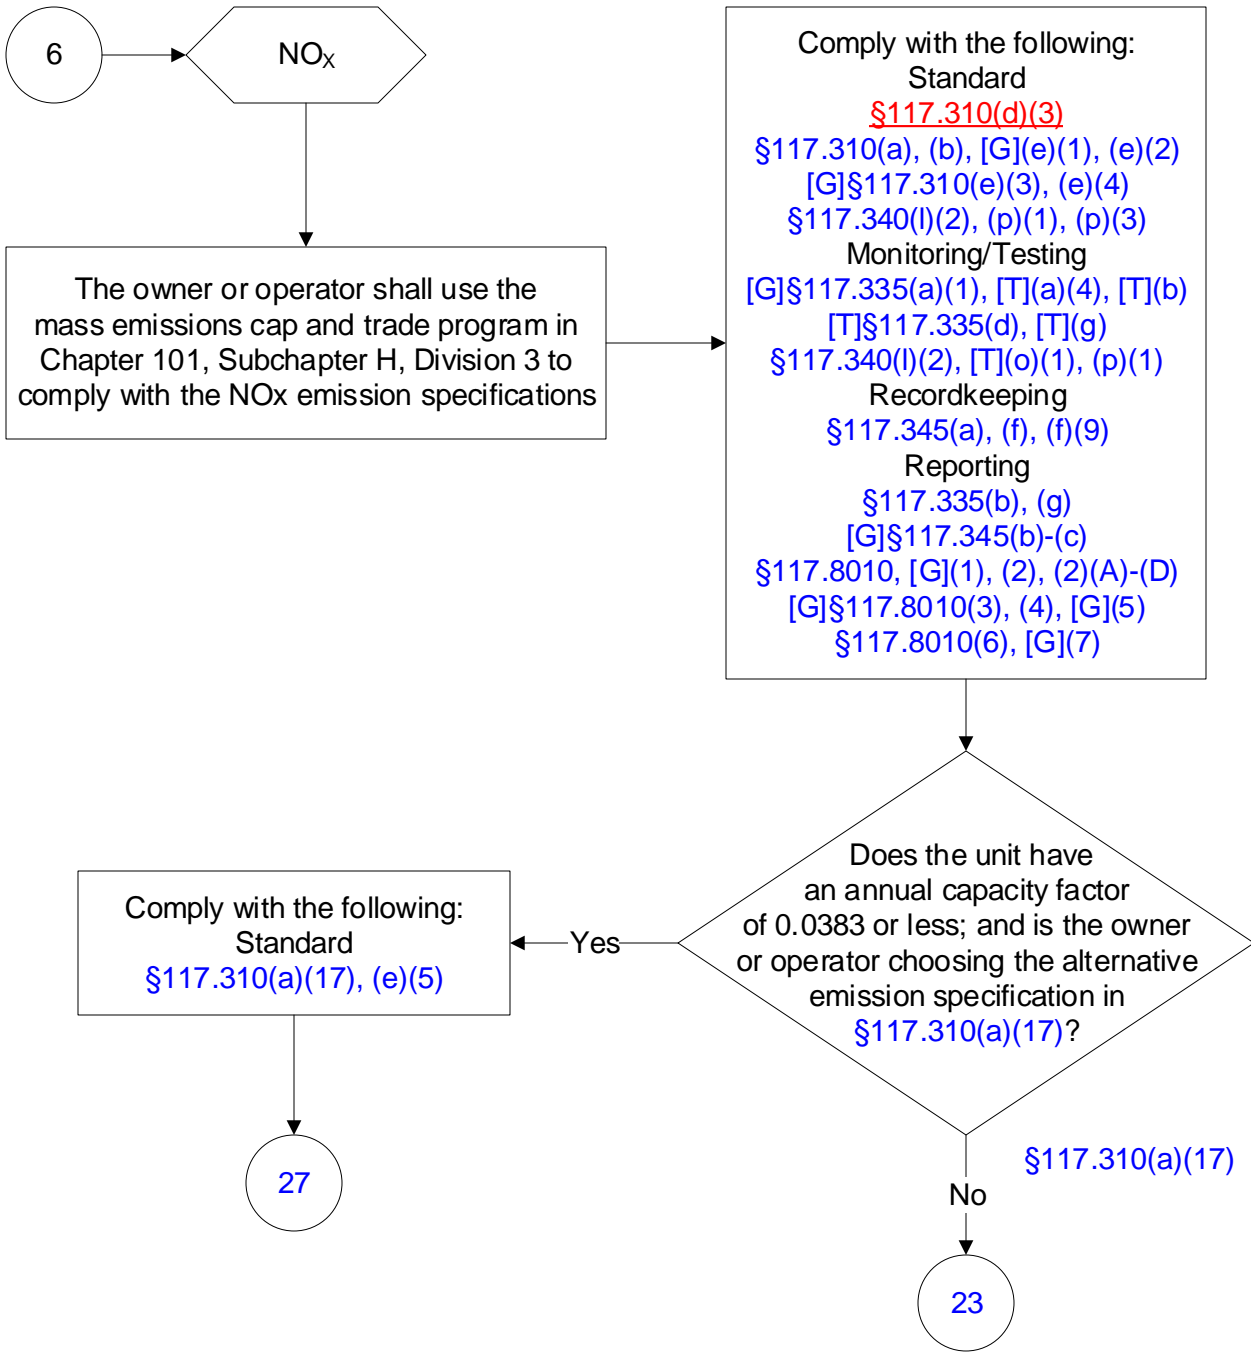 6
NOX
The owner or operator shall use the
mass emissions cap and trade program in
Chapter 101, Subchapter H, Division 3 to
comply with the NOx emission specifications
Comply with the following:
Standard
§117.310(d)(3)
§117.310(a), (b), [G](e)(1), (e)(2)
[G]§117.310(e)(3), (e)(4)
§117.340(l)(2), (p)(1), (p)(3)
Monitoring/Testing
[G]§117.335(a)(1), [T](a)(4), [T](b)
[T]§117.335(d), [T](g)
§117.340(l)(2), [T](o)(1), (p)(1)
Recordkeeping
§117.345(a), (f), (f)(9)
Reporting
§117.335(b), (g)
[G]§117.345(b)-(c)
§117.8010, [G](1), (2), (2)(A)-(D)
[G]§117.8010(3), (4), [G](5)
§117.8010(6), [G](7)
Does the unit have
an annual capacity factor
of 0.0383 or less; and is the owner
or operator choosing the alternative
emission specification in
§117.310(a)(17)?
Yes
Comply with the following:
Standard
§117.310(a)(17), (e)(5)
27
§117.310(a)(17)
No
23